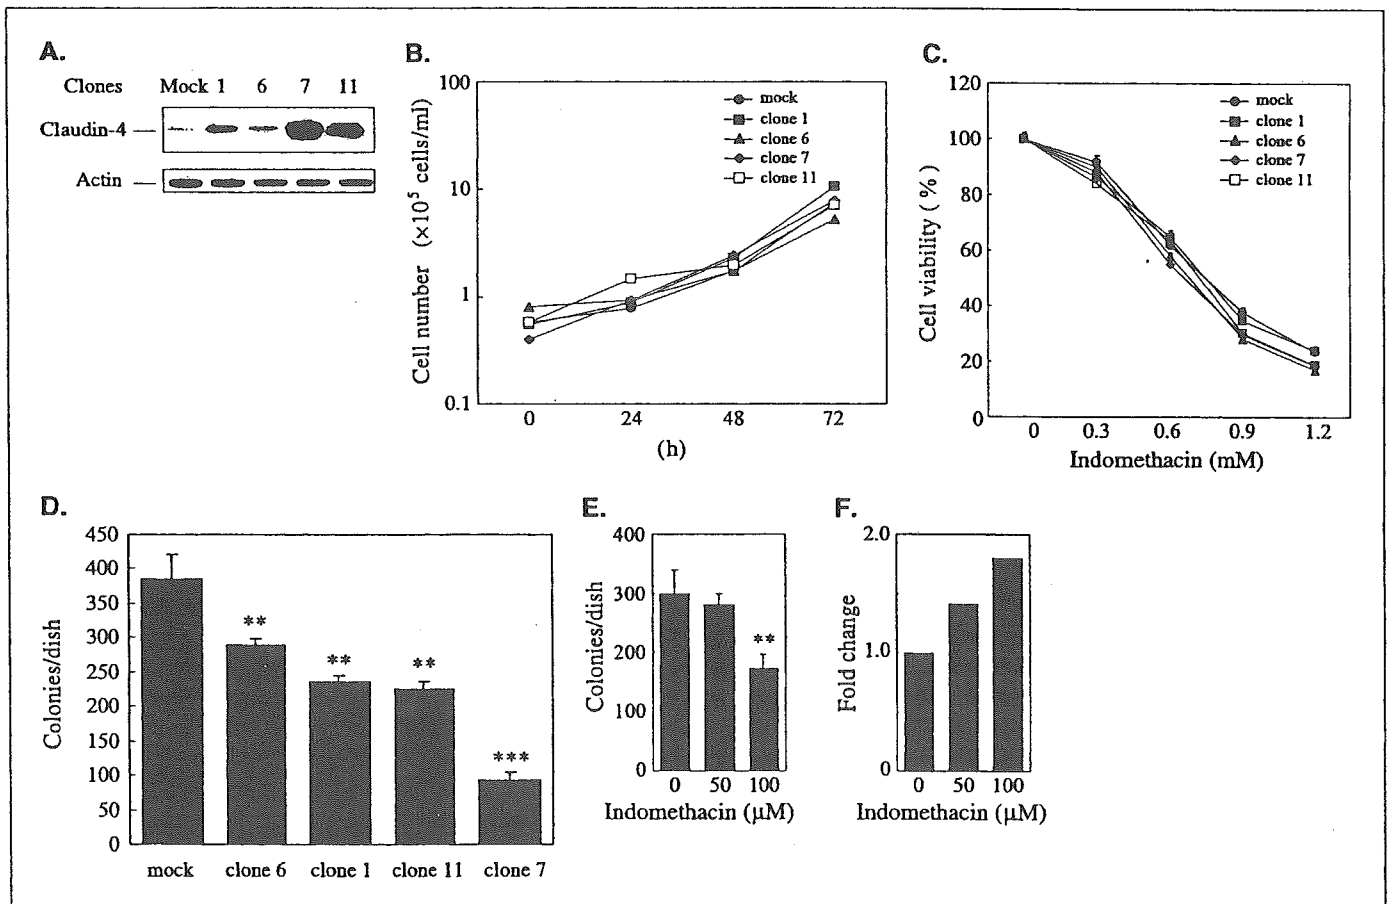 A.
Clones Mock 1 6 7 11
Claudin-4
Actin
B.
100
10
1
0.1
Cell number (×10⁵ cells/ml)
mock
clone 1
clone 6
clone 7
clone 11
0 24 48 72
(h)
C.
120
100
80
60
40
20
0
Cell viability (%)
mock
clone 1
clone 6
clone 7
clone 11
0 0.3 0.6 0.9 1.2
Indomethacin (mM)
D.
450
400
350
300
250
200
150
100
50
0
Colonies/dish
**
**
**
***
mock clone 6 clone 1 clone 11 clone 7
E.
400
300
200
100
0
Colonies/dish
**
0 50 100
Indomethacin (μM)
F.
2.0
1.0
0
Fold change
0 50 100
Indomethacin (μM)